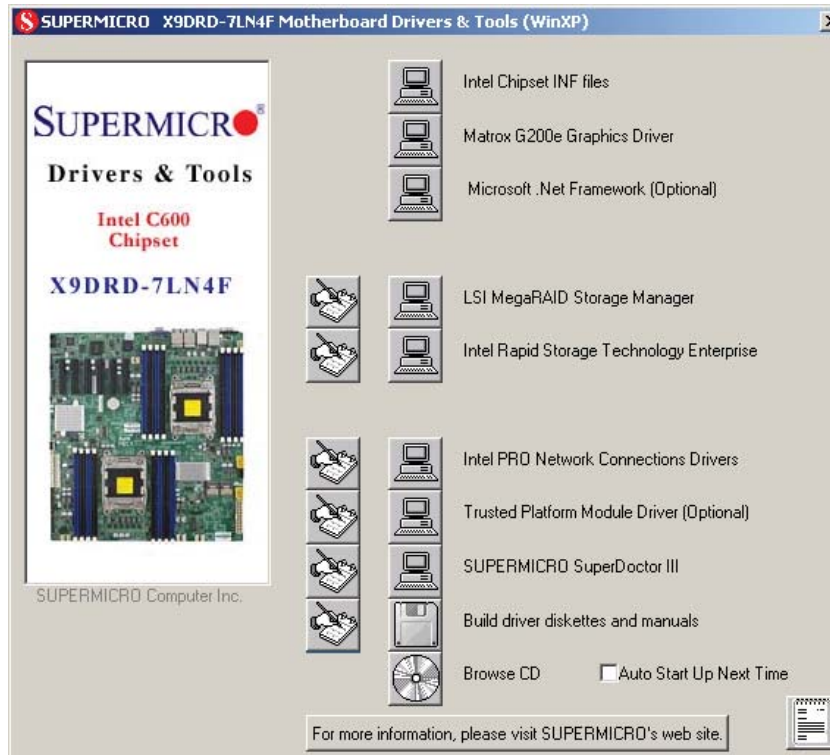 SUPERMICRO X9DRD-7LN4F Motherboard Drivers & Tools (WinXP)
SUPERMICR®
Drivers & Tools
Intel C600
Chipset
X9DRD-7LN4F
SUPERMICRO Computer Inc.
Intel Chipset INF files
Matrox G200e Graphics Driver
Microsoft .Net Framework (Optional)
LSI MegaRAID Storage Manager
Intel Rapid Storage Technology Enterprise
Intel PRO Network Connections Drivers
Trusted Platform Module Driver (Optional)
SUPERMICRO SuperDoctor III
Build driver diskettes and manuals
Browse CD
Auto Start Up Next Time
For more information, please visit SUPERMICRO's web site.